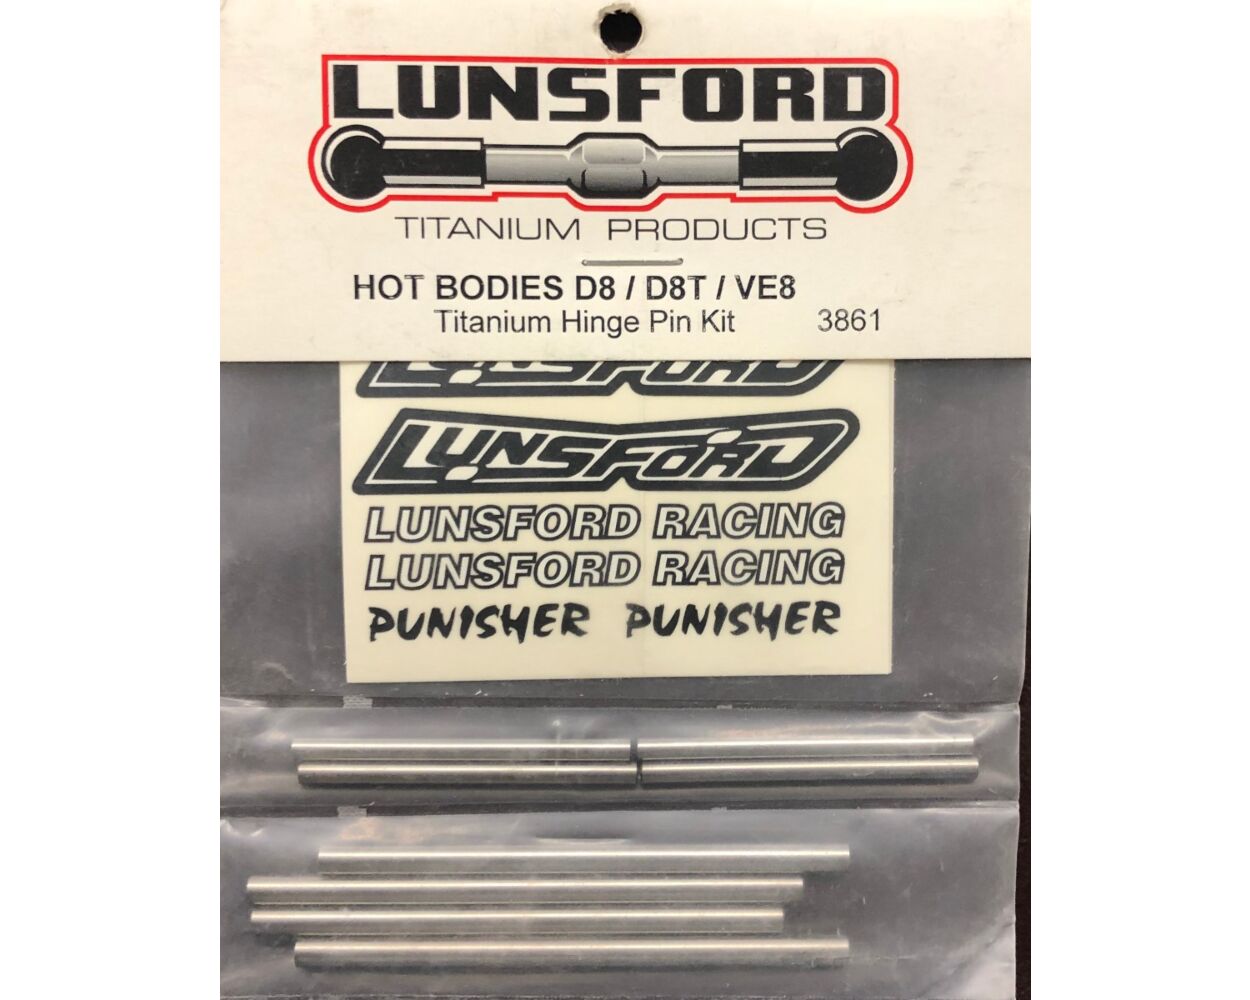 LUNSFORD
TITANIUM PRODUCTS
HOT BODIES D8 / D8T / VE8
Titanium Hinge Pin Kit 3861
LUNSFORD
LUNSFORD
LUNSFORD RACING
LUNSFORD RACING
PUNISHER PUNISHER